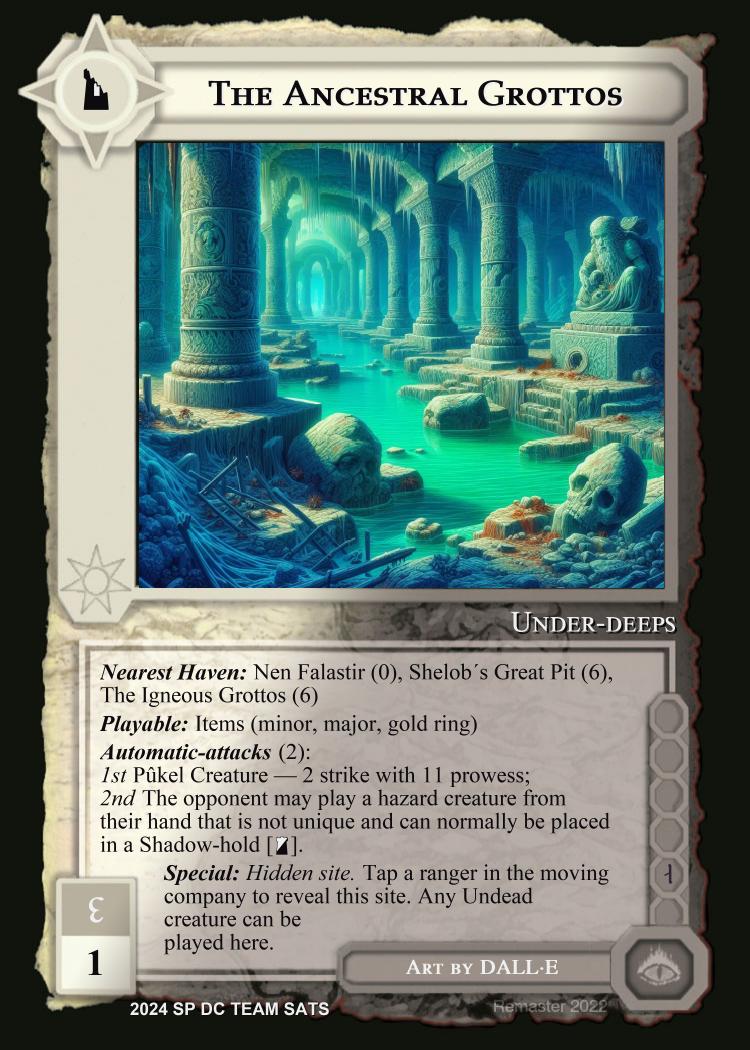 The Ancestral Grottos
Under-deeps
Nearest Haven: Nen Falastir (0), Shelob´s Great Pit (6),
The Igneous Grottos (6)
Playable: Items (minor, major, gold ring)
Automatic-attacks (2):
1st Pûkel Creature — 2 strike with 11 prowess;
2nd The opponent may play a hazard creature from
their hand that is not unique and can normally be placed
in a Shadow-hold [ ].
Special: Hidden site. Tap a ranger in the moving
company to reveal this site. Any Undead
creature can be
played here.
1
Art by DALL·E
2024 SP DC TEAM SATS
Remaster 2022